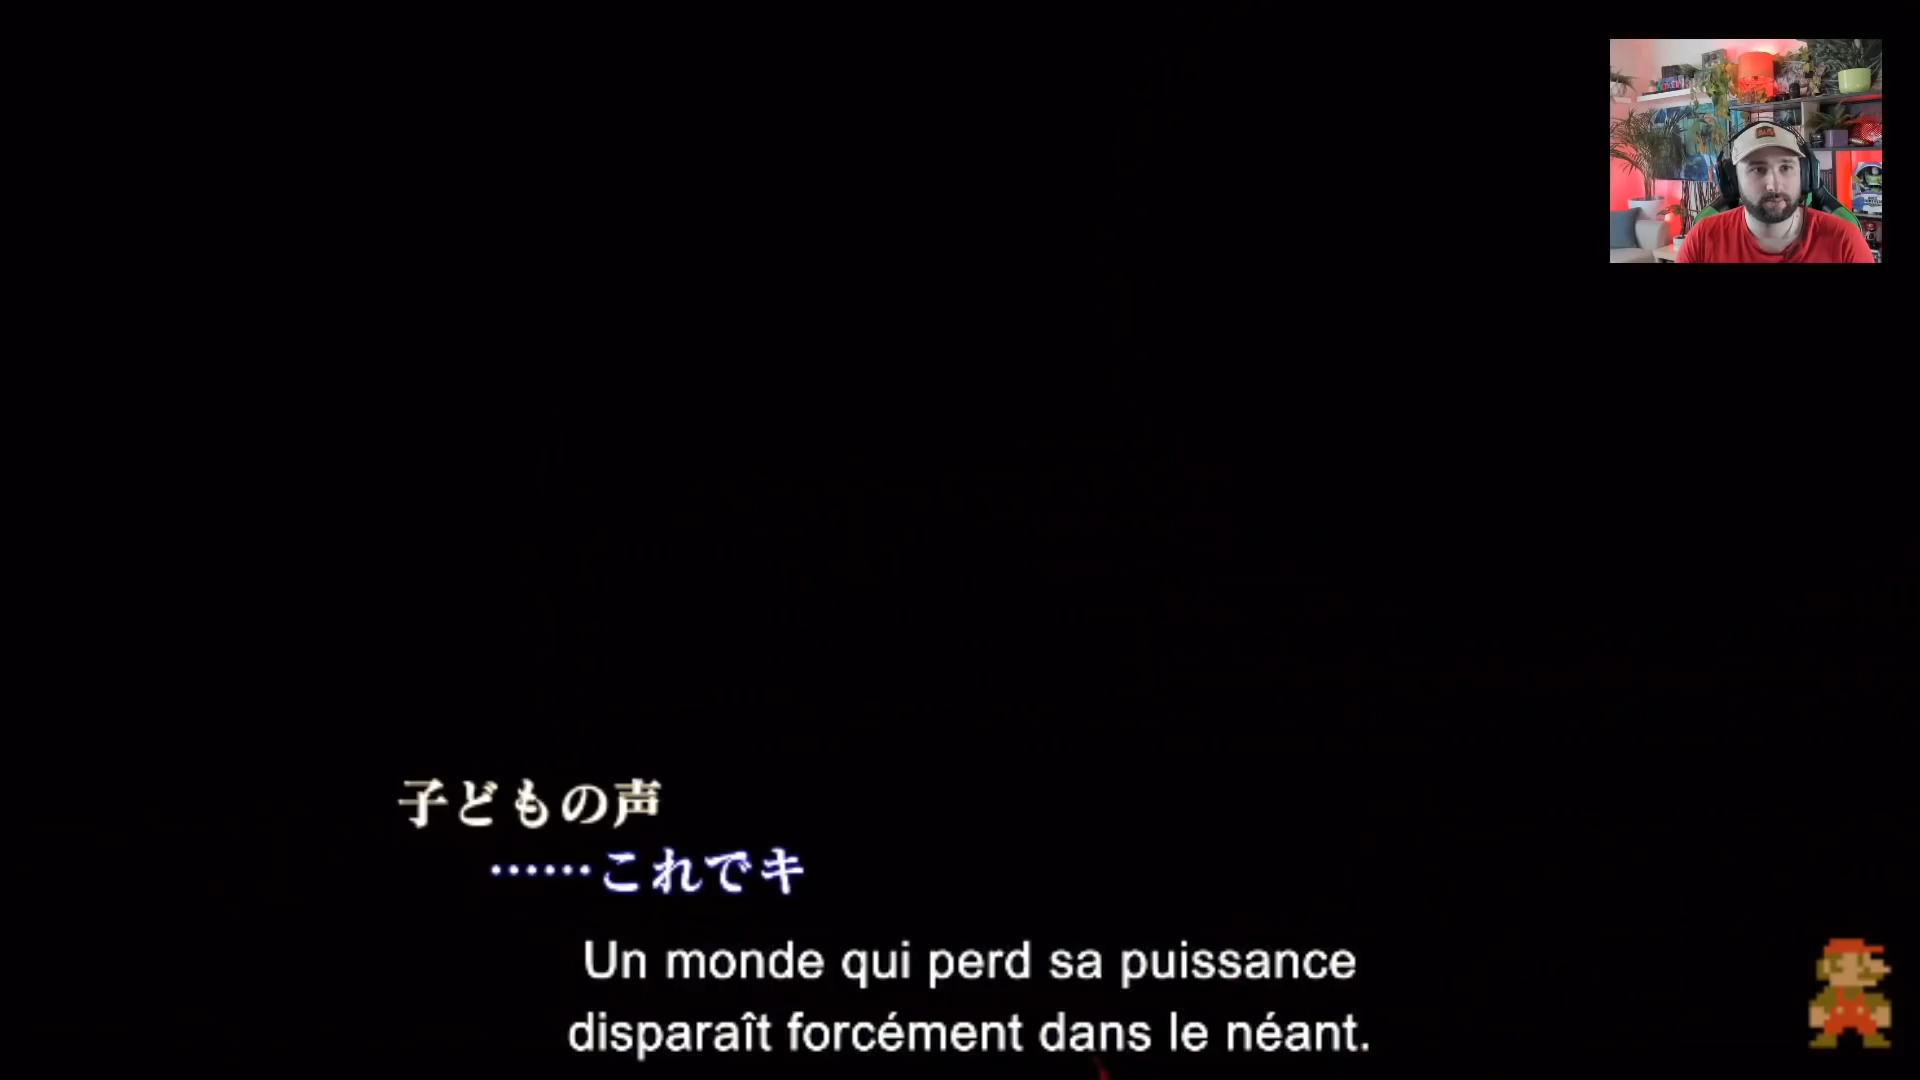 子どもの声
……これでキ
Un monde qui perd sa puissance
disparaît forcément dans le néant.